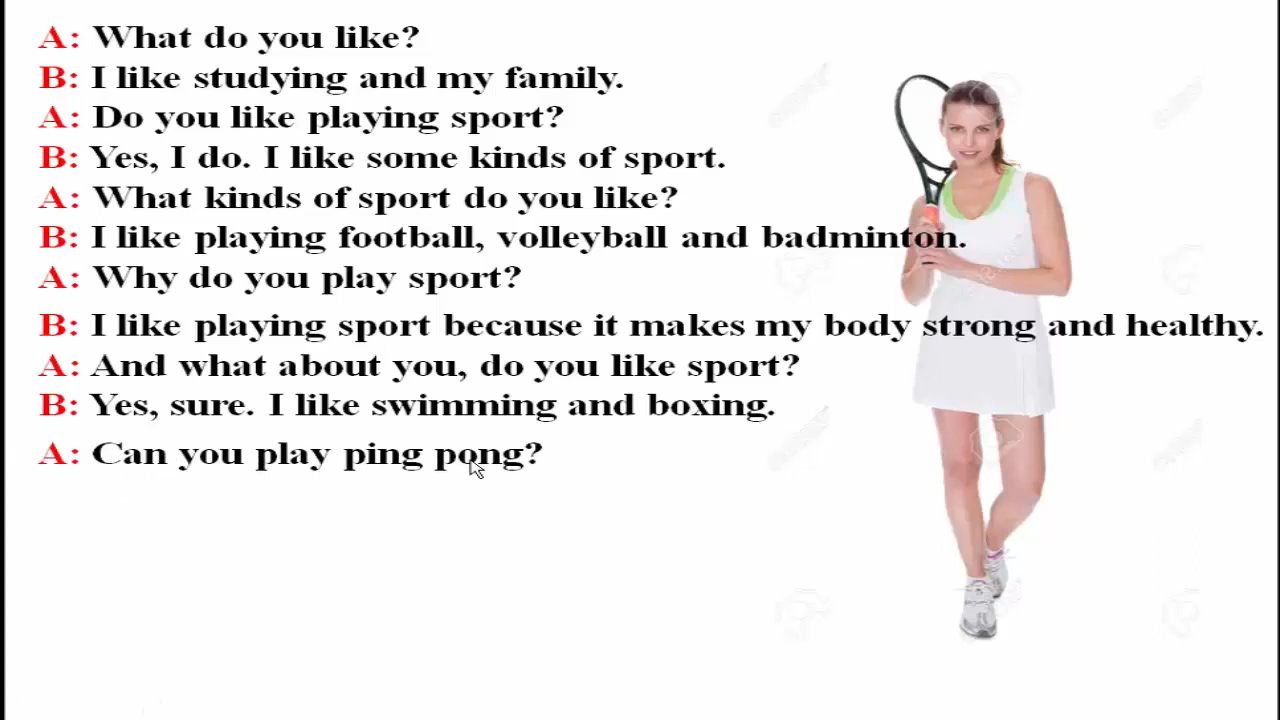 A: What do you like?
B: I like studying and my family.
A: Do you like playing sport?
B: Yes, I do. I like some kinds of sport.
A: What kinds of sport do you like?
B: I like playing football, volleyball and badminton.
A: Why do you play sport?
B: I like playing sport because it makes my body strong and healthy.
A: And what about you, do you like sport?
B: Yes, sure. I like swimming and boxing.
A: Can you play ping pong?